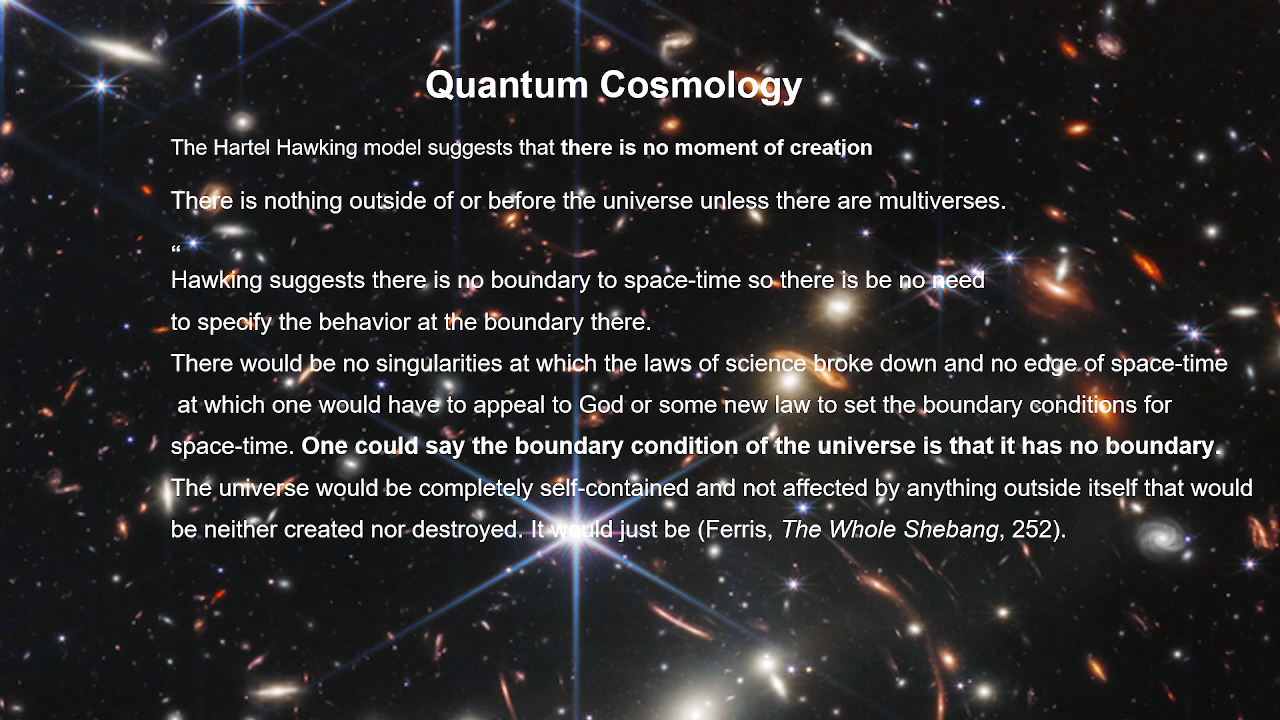 Quantum Cosmology
The Hartel Hawking model suggests that there is no moment of creation
There is nothing outside of or before the universe unless there are multiverses.
“
Hawking suggests there is no boundary to space-time so there is be no need
to specify the behavior at the boundary there.
There would be no singularities at which the laws of science broke down and no edge of space-time
at which one would have to appeal to God or some new law to set the boundary conditions for
space-time. One could say the boundary condition of the universe is that it has no boundary.
The universe would be completely self-contained and not affected by anything outside itself that would
be neither created nor destroyed. It would just be (Ferris, The Whole Shebang, 252).